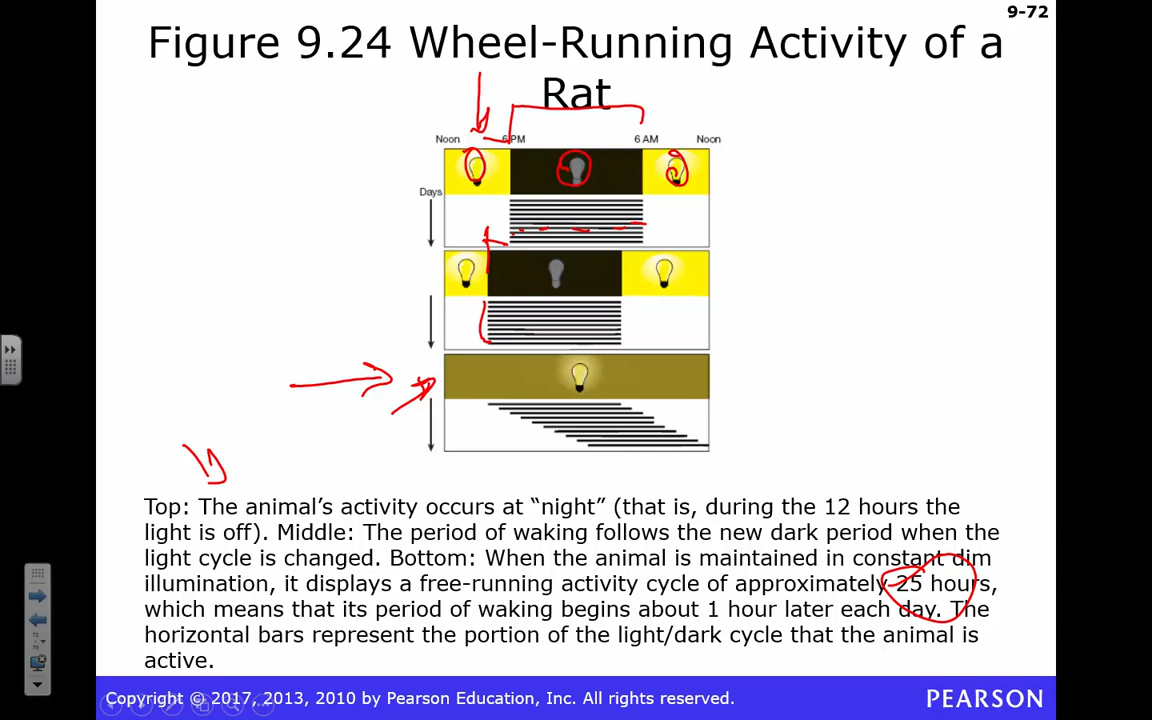 9-72
Figure 9.24 Wheel-Running Activity of a
Rat
Noon 6 PM 6 AM Noon
Days
Top: The animal’s activity occurs at “night” (that is, during the 12 hours the
light is off). Middle: The period of waking follows the new dark period when the
light cycle is changed. Bottom: When the animal is maintained in constant dim
illumination, it displays a free-running activity cycle of approximately 25 hours,
which means that its period of waking begins about 1 hour later each day. The
horizontal bars represent the portion of the light/dark cycle that the animal is
active.
Copyright © 2017, 2013, 2010 by Pearson Education, Inc. All rights reserved.
PEARSON